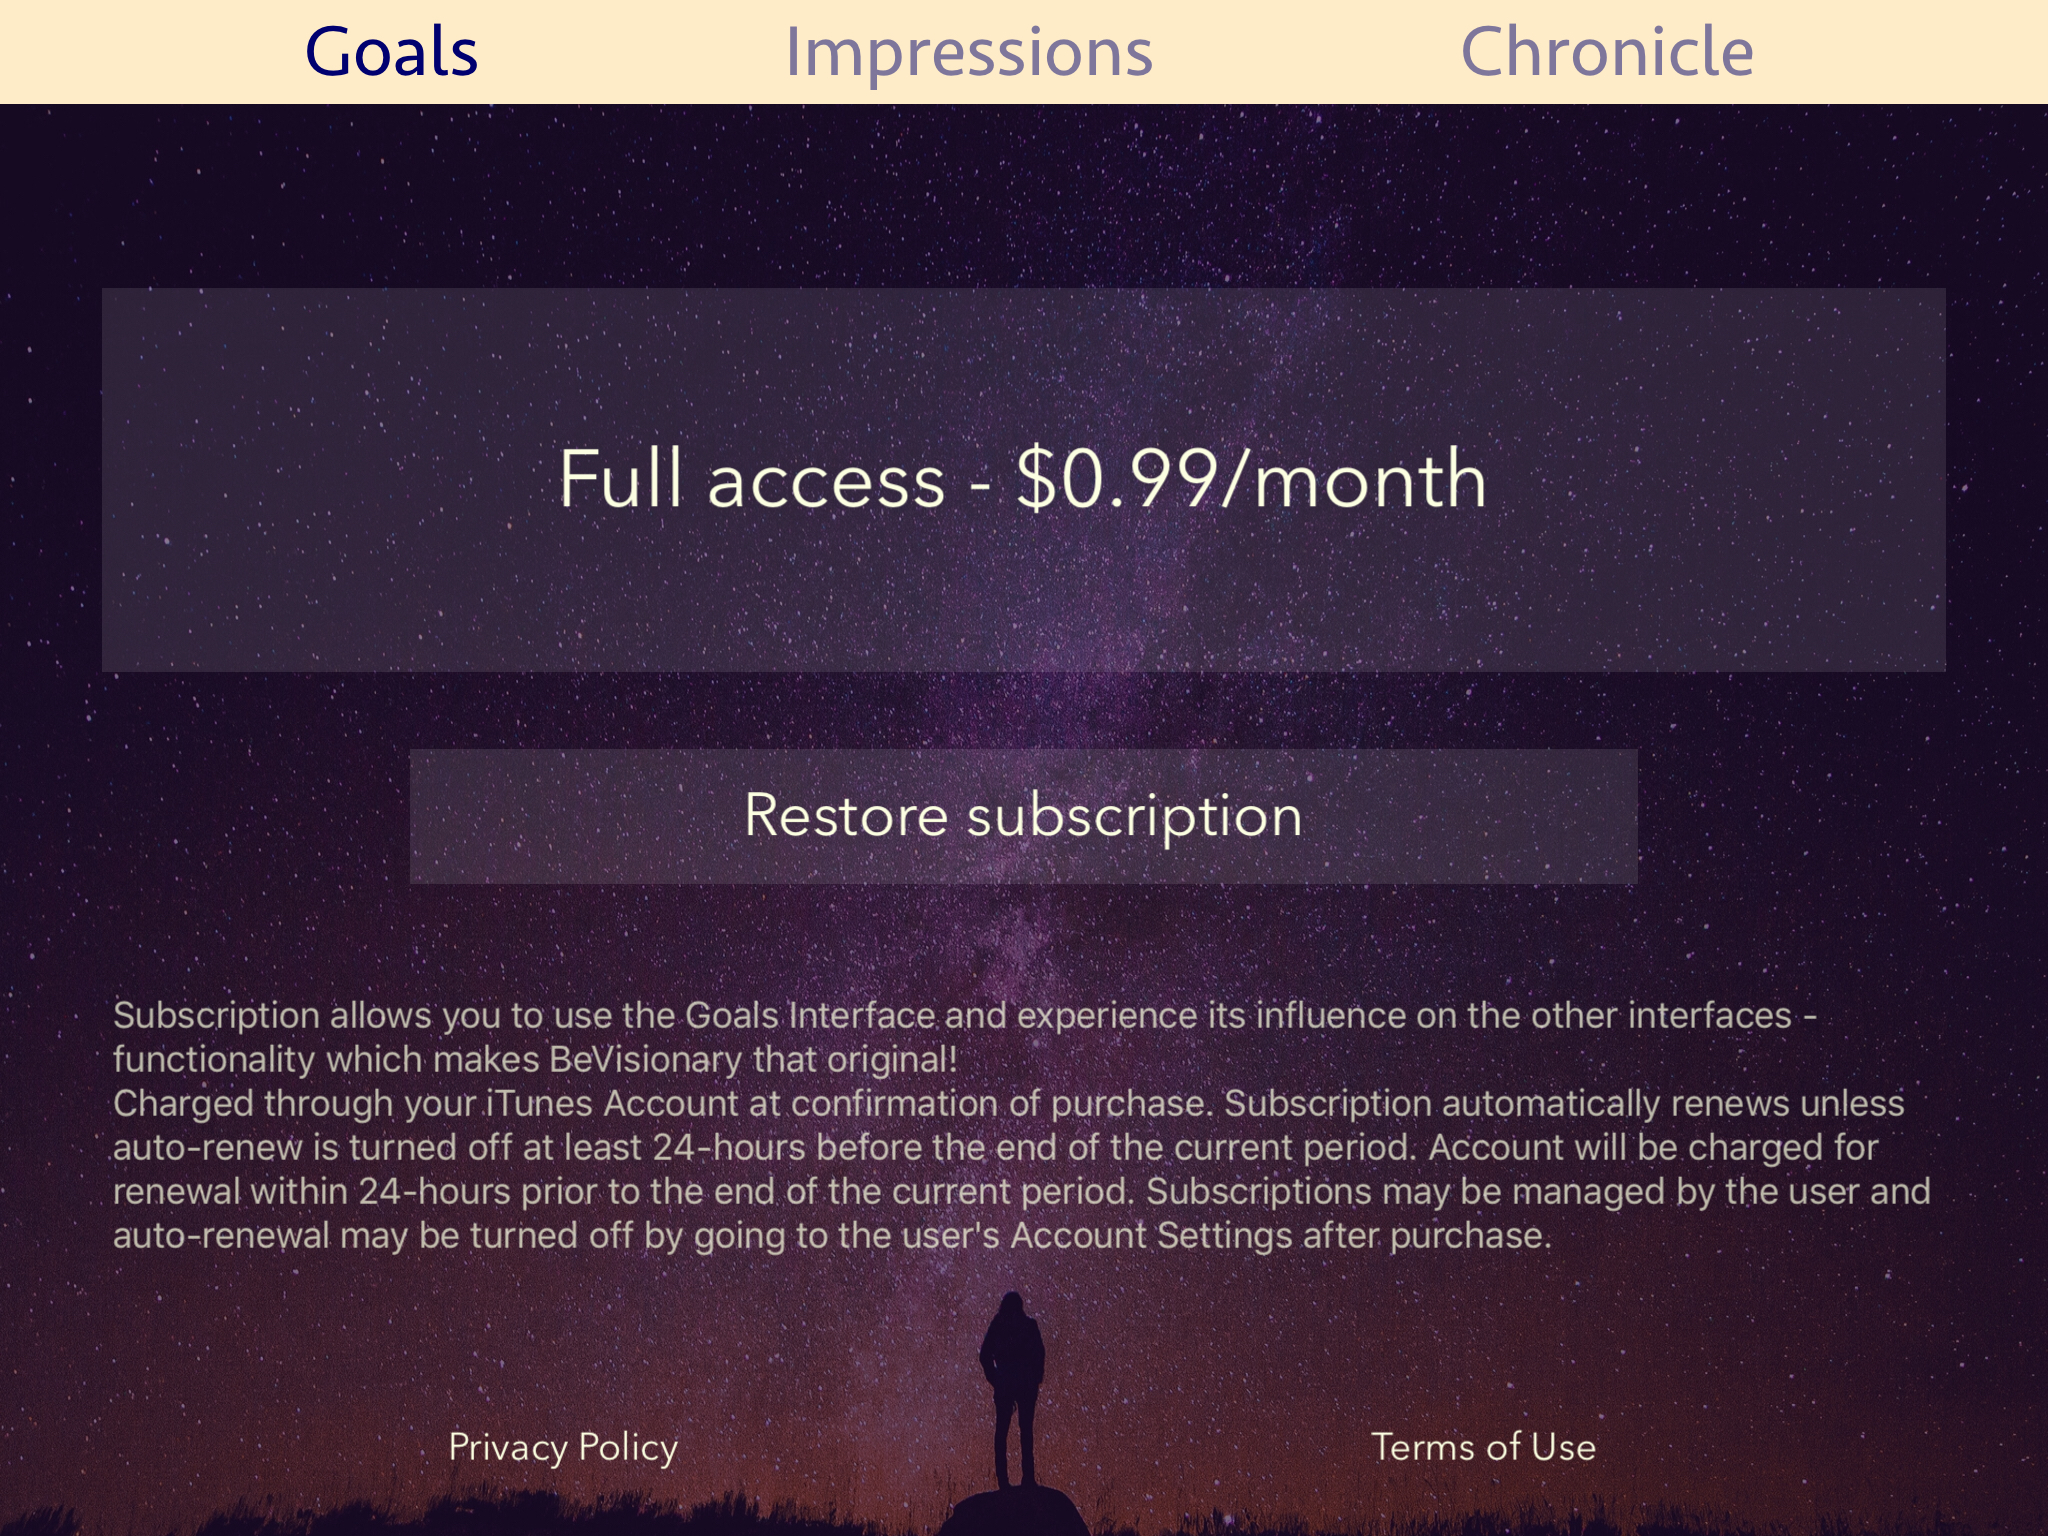 Goals
Impressions
Chronicle
Full access - $0.99/month
Restore subscription
Subscription allows you to use the Goals Interface and experience its influence on the other interfaces -
functionality which makes BeVisionary that original!
Charged through your iTunes Account at confirmation of purchase. Subscription automatically renews unless
auto-renew is turned off at least 24-hours before the end of the current period. Account will be charged for
renewal within 24-hours prior to the end of the current period. Subscriptions may be managed by the user and
auto-renewal may be turned off by going to the user's Account Settings after purchase.
Privacy Policy
Terms of Use